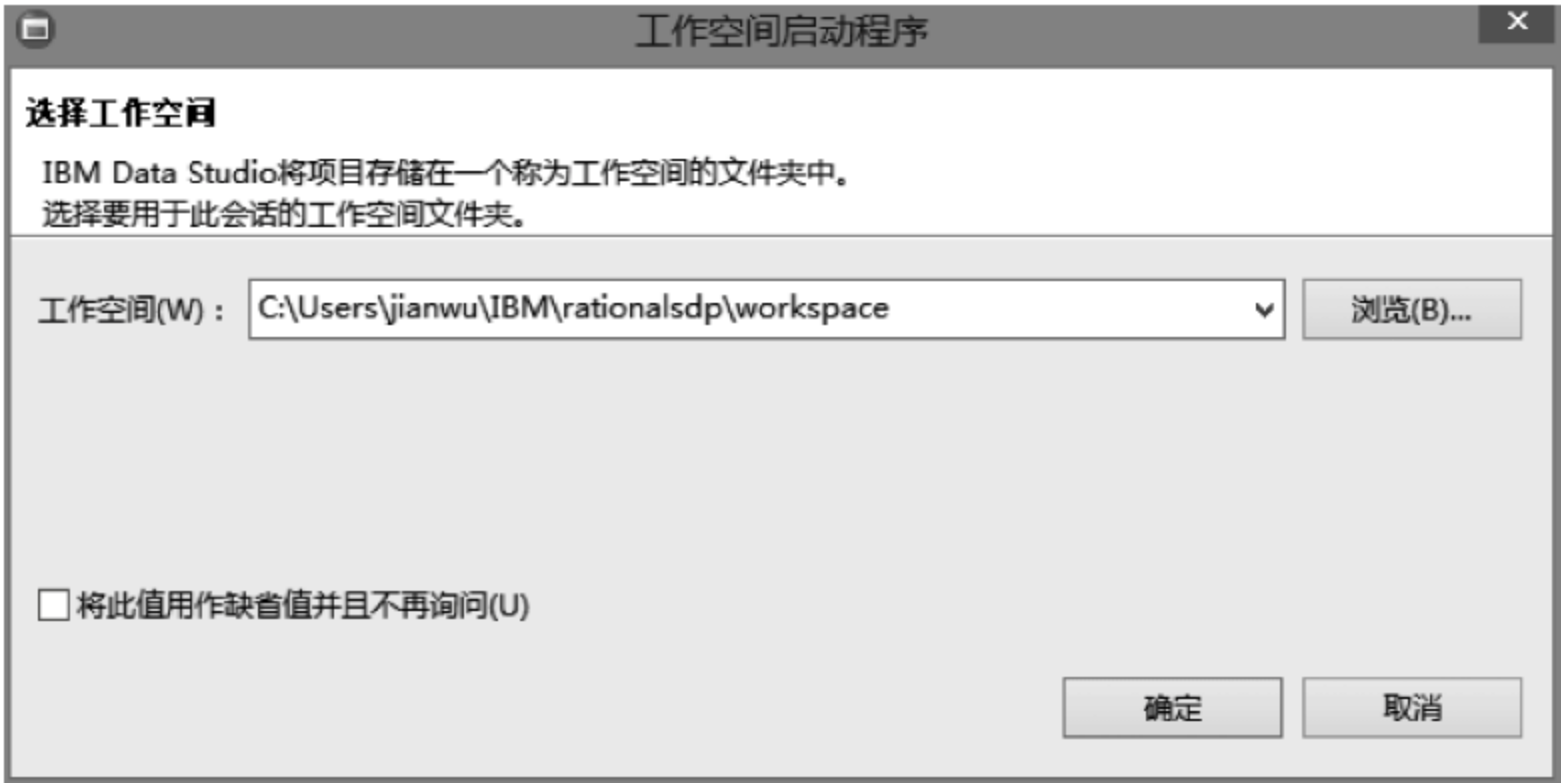 工作空间启动程序
选择工作空间
IBM Data Studio将项目存储在一个称为工作空间的文件夹中。
选择要用于此会话的工作空间文件夹。
工作空间(W)： C:\Users\jianwu\IBM\rationalsdp\workspace 浏览(B)...
将此值用作缺省值并且不再询问(U)
确定 取消